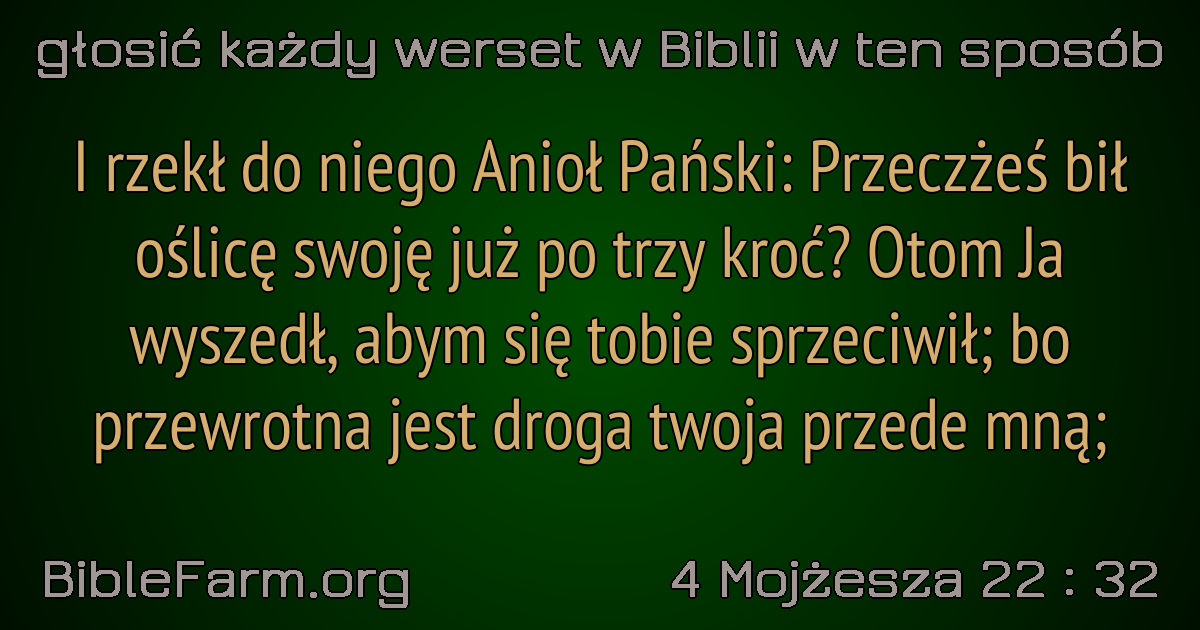 głosić każdy werset w Biblii w ten sposób
I rzekł do niego Anioł Pański: Przeczżeś bił
oślicę swoję już po trzy kroć? Otom Ja
wyszedł, abym się tobie sprzeciwił; bo
przewrotna jest droga twoja przede mną;
BibleFarm.org
4 Mojżesza 22 : 32